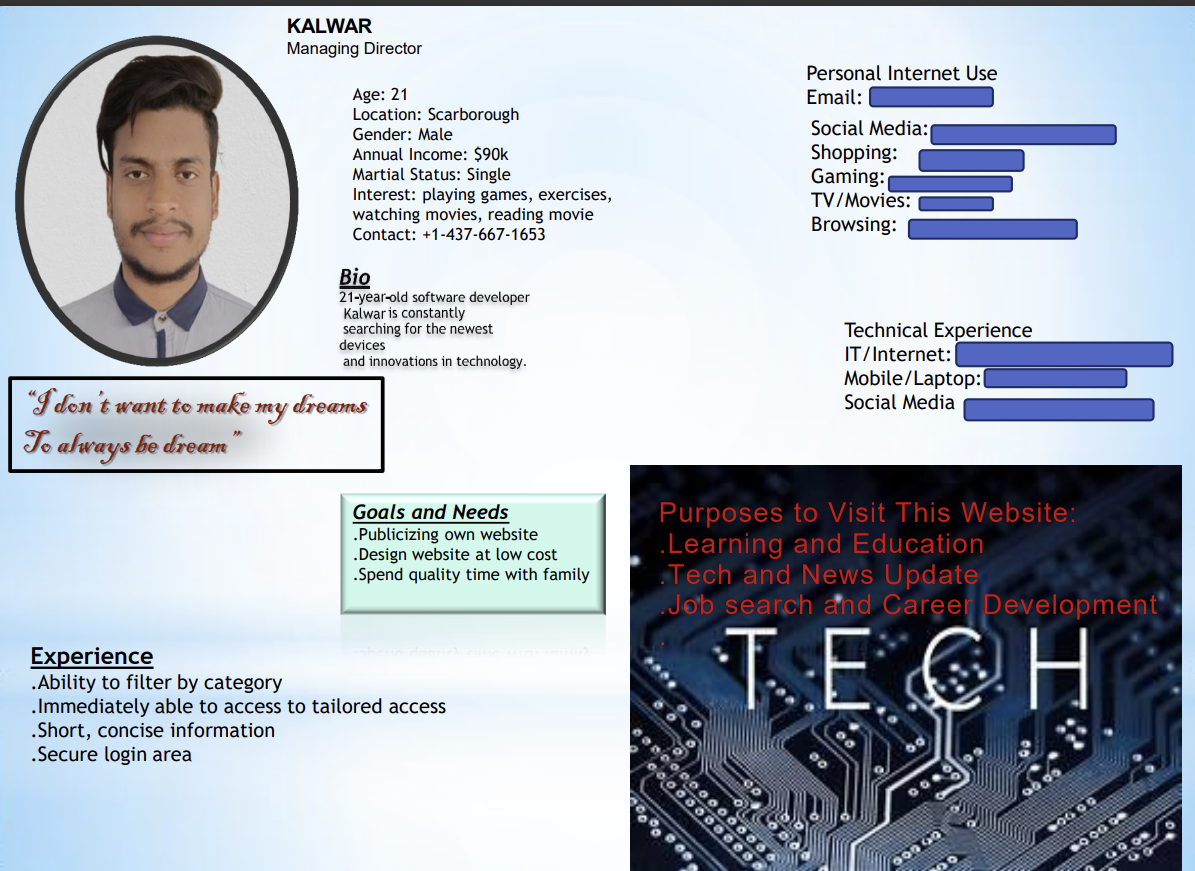 KALWAR
Managing Director
Age: 21
Location: Scarborough
Gender: Male
Annual Income: $90k
Martial Status: Single
Interest: playing games, exercises,
watching movies, reading movie
Contact: +1-437-667-1653
Bio
21-year-old software developer
Kalwar is constantly
searching for the newest
devices
and innovations in technology.
“I don’t want to make my dreams
To always be dream”
Goals and Needs
.Publicizing own website
.Design website at low cost
.Spend quality time with family
Experience
.Ability to filter by category
.Immediately able to access to tailored access
.Short, concise information
.Secure login area
Personal Internet Use
Email:
Social Media:
Shopping:
Gaming:
TV/Movies:
Browsing:
Technical Experience
IT/Internet:
Mobile/Laptop:
Social Media
Purposes to Visit This Website:
.Learning and Education
.Tech and News Update
.Job search and Career Development
.
TECH